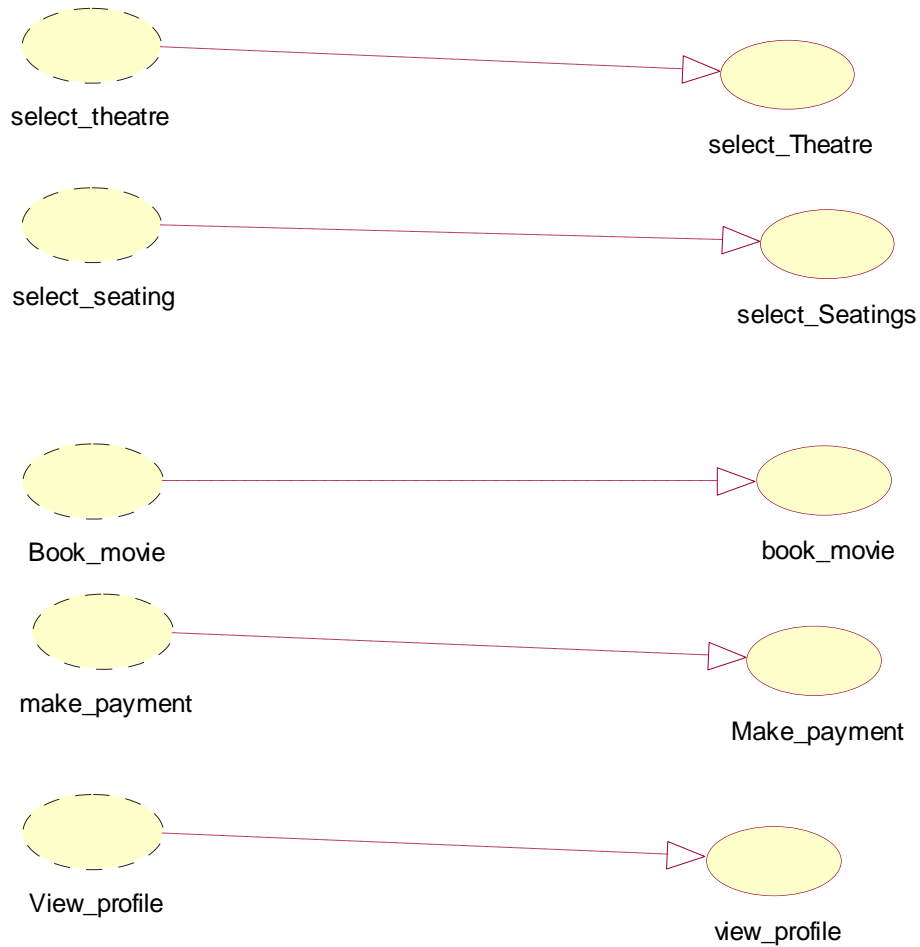 select_theatre
select_Theatre
select_seating
select_Seatings
Book_movie
book_movie
make_payment
Make_payment
View_profile
view_profile